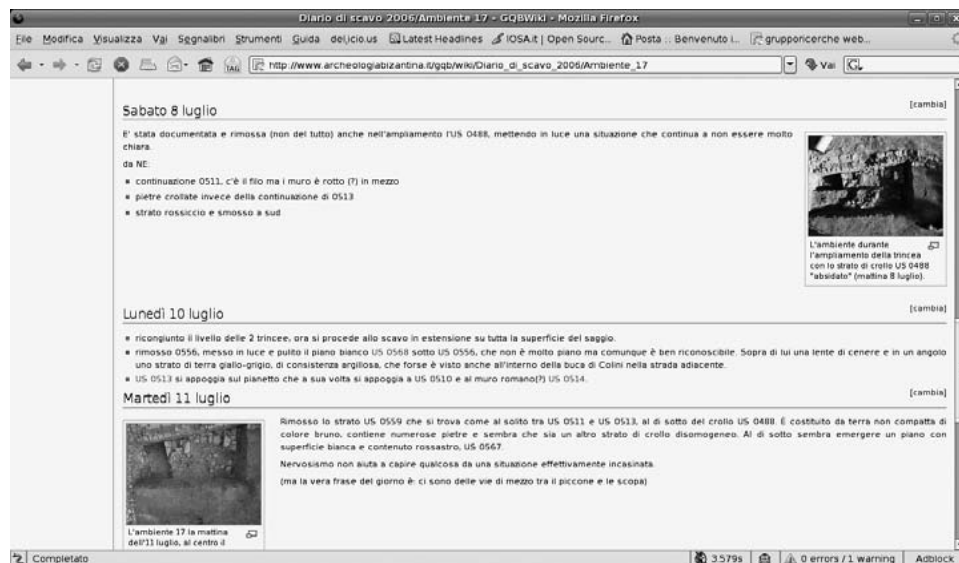 Diario di scavo 2006/Ambiente 17 - GQBWiki - Mozilla Firefox
File Modifica Visualizza Vai Segnalibri Strumenti Guida del.icio.us Latest Headlines IOSA.it | Open Sourc... Posta :: Benvenuto i... grupporicerche web...
TAG http://www.archeologiabizantina.it/gqb/wiki/Diario_di_scavo_2006/Ambiente_17 Vai
Sabato 8 luglio [cambia]
E' stata documentata e rimossa (non del tutto) anche nell'ampliamento l'US 0488, mettendo in luce una situazione che continua a non essere molto
chiara.
da NE:
continuazione 0511, c'è il filo ma i muro è rotto (?) in mezzo
pietre crollate invece della continuazione di 0513
strato rossiccio e smosso a sud
L'ambiente durante
l'ampliamento della trincea
con lo strato di crollo US 0488
"absidato" (mattina 8 luglio).
Lunedì 10 luglio [cambia]
ricongiunto il livello delle 2 trincee, ora si procede allo scavo in estensione su tutta la superficie del saggio.
rimosso 0556, messo in luce e pulito il piano bianco US 0568 sotto US 0556, che non è molto piano ma comunque è ben riconoscibile. Sopra di lui una lente di cenere e in un angolo
uno strato di terra giallo-grigio, di consistenza argillosa, che forse è visto anche all'interno della buca di Colini nella strada adiacente.
US 0513 si appoggia sul pianetto che a sua volta si appoggia a US 0510 e al muro romano(?) US 0514.
Martedì 11 luglio [cambia]
Rimosso lo strato US 0559 che si trova come al solito tra US 0511 e US 0513, al di sotto del crollo US 0488. È costituito da terra non compatta di
colore bruno, contiene numerose pietre e sembra che sia un altro strato di crollo disomogeneo. Al di sotto sembra emergere un piano con
superficie bianca e contenuto rossastro, US 0567.
Nervosismo non aiuta a capire qualcosa da una situazione effettivamente incasinata.
(ma la vera frase del giorno è: ci sono delle vie di mezzo tra il piccone e le scopa)
L'ambiente 17 la mattina
dell'11 luglio, al centro il
Completato 3.579s 0 errors / 1 warning Adblock